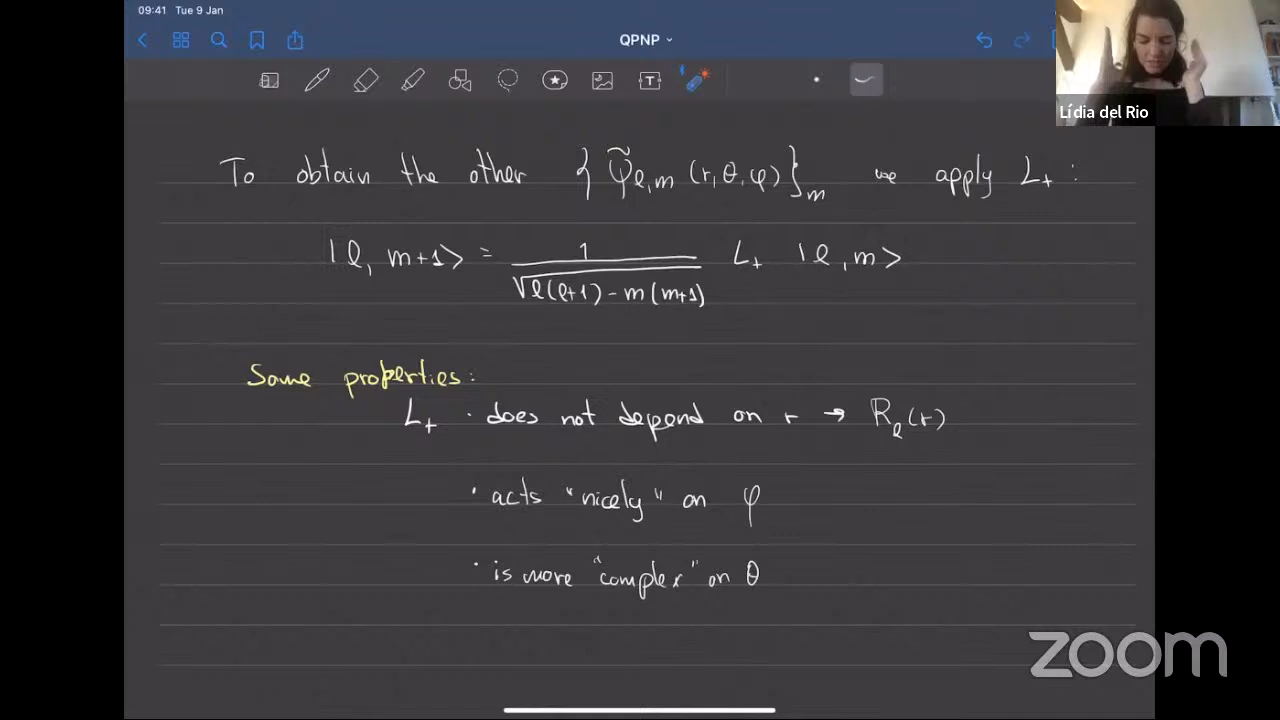 09:41 Tue 9 Jan
QPNP
Lídia del Rio
To obtain the other { φ̃ℓ,m (r,θ,φ) }m we apply L+ :
|ℓ, m+1> = 1/√ℓ(ℓ+1) - m(m+1) L+ |ℓ,m>
Some properties:
L+ · does not depend on r → Rℓ(r)
· acts "nicely" on φ
· is more "complex" on θ
zoom